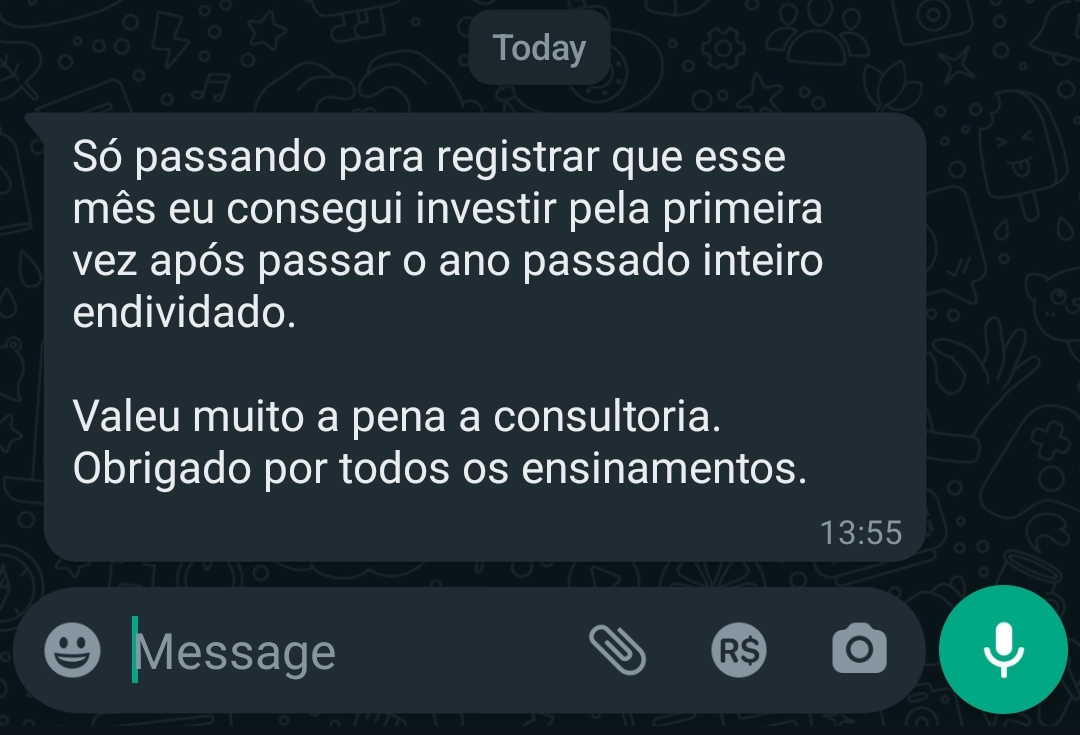 Today
Só passando para registrar que esse
mês eu consegui investir pela primeira
vez após passar o ano passado inteiro
endividado.
Valeu muito a pena a consultoria.
Obrigado por todos os ensinamentos.
13:55
Message
R$